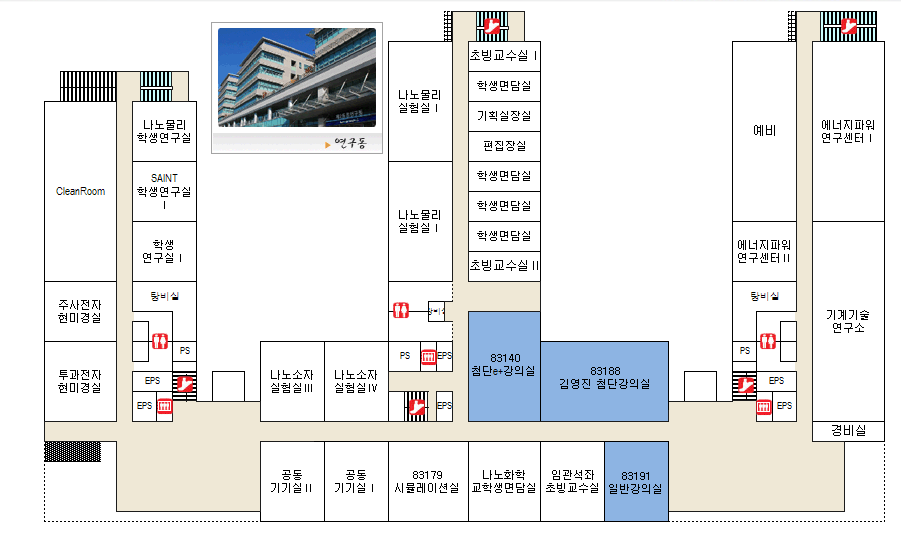 연구동
나노물리
학생연구실
SAINT
학생연구실
I
CleanRoom
학생
연구실 I
탕비실
주사전자
현미경실
투과전자
현미경실
PS
EPS
EPS
나노물리
실험실 I
나노물리
실험실 I
초빙교수실 I
학생면담실
기획실장실
편집장실
학생면담실
학생면담실
학생면담실
초빙교수실 II
PS
EPS
EPS
나노소자
실험실III
나노소자
실험실IV
83140
첨단e+강의실
83188
김영진 첨단강의실
예비
에너지파워
연구센터 I
에너지파워
연구센터II
탕비실
기계기술
연구소
PS
EPS
EPS
경비실
공동
기기실 II
공동
기기실 I
83179
시뮬레이션실
나노화학
교학생면담실
임관석좌
초빙교수실
83191
일반강의실